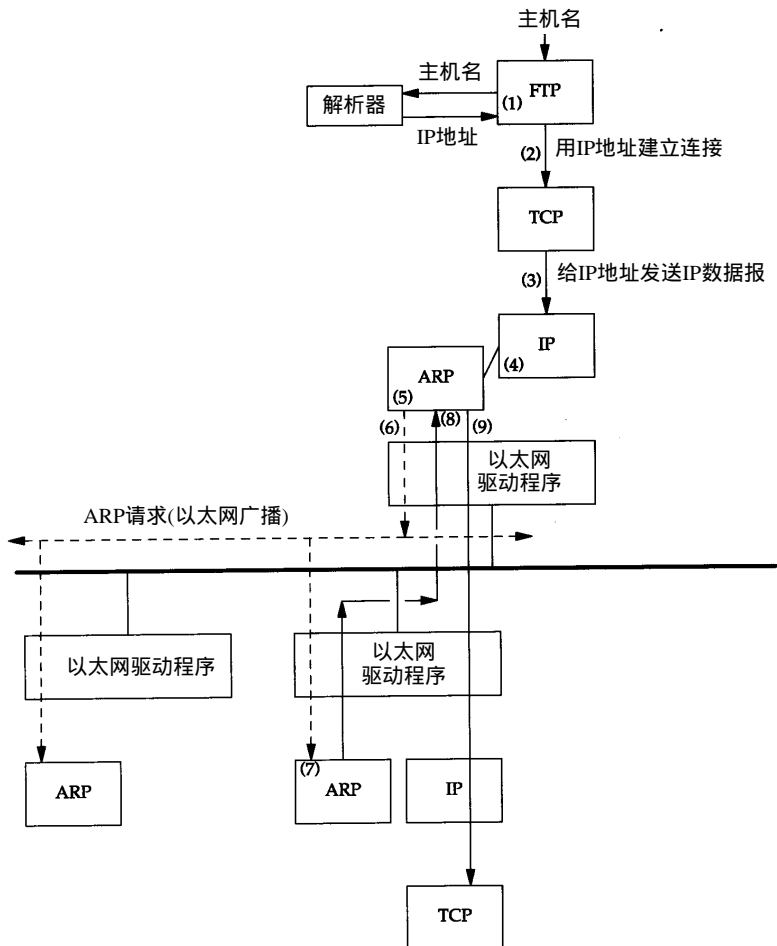 主机名
主机名
FTP
(1)
解析器
IP地址
(2)
用IP地址建立连接
TCP
(3)
给IP地址发送IP数据报
IP
(4)
ARP
(5)
(6)
(8)
(9)
以太网
驱动程序
ARP请求(以太网广播)
以太网驱动程序
以太网
驱动程序
ARP
(7)
ARP
IP
TCP